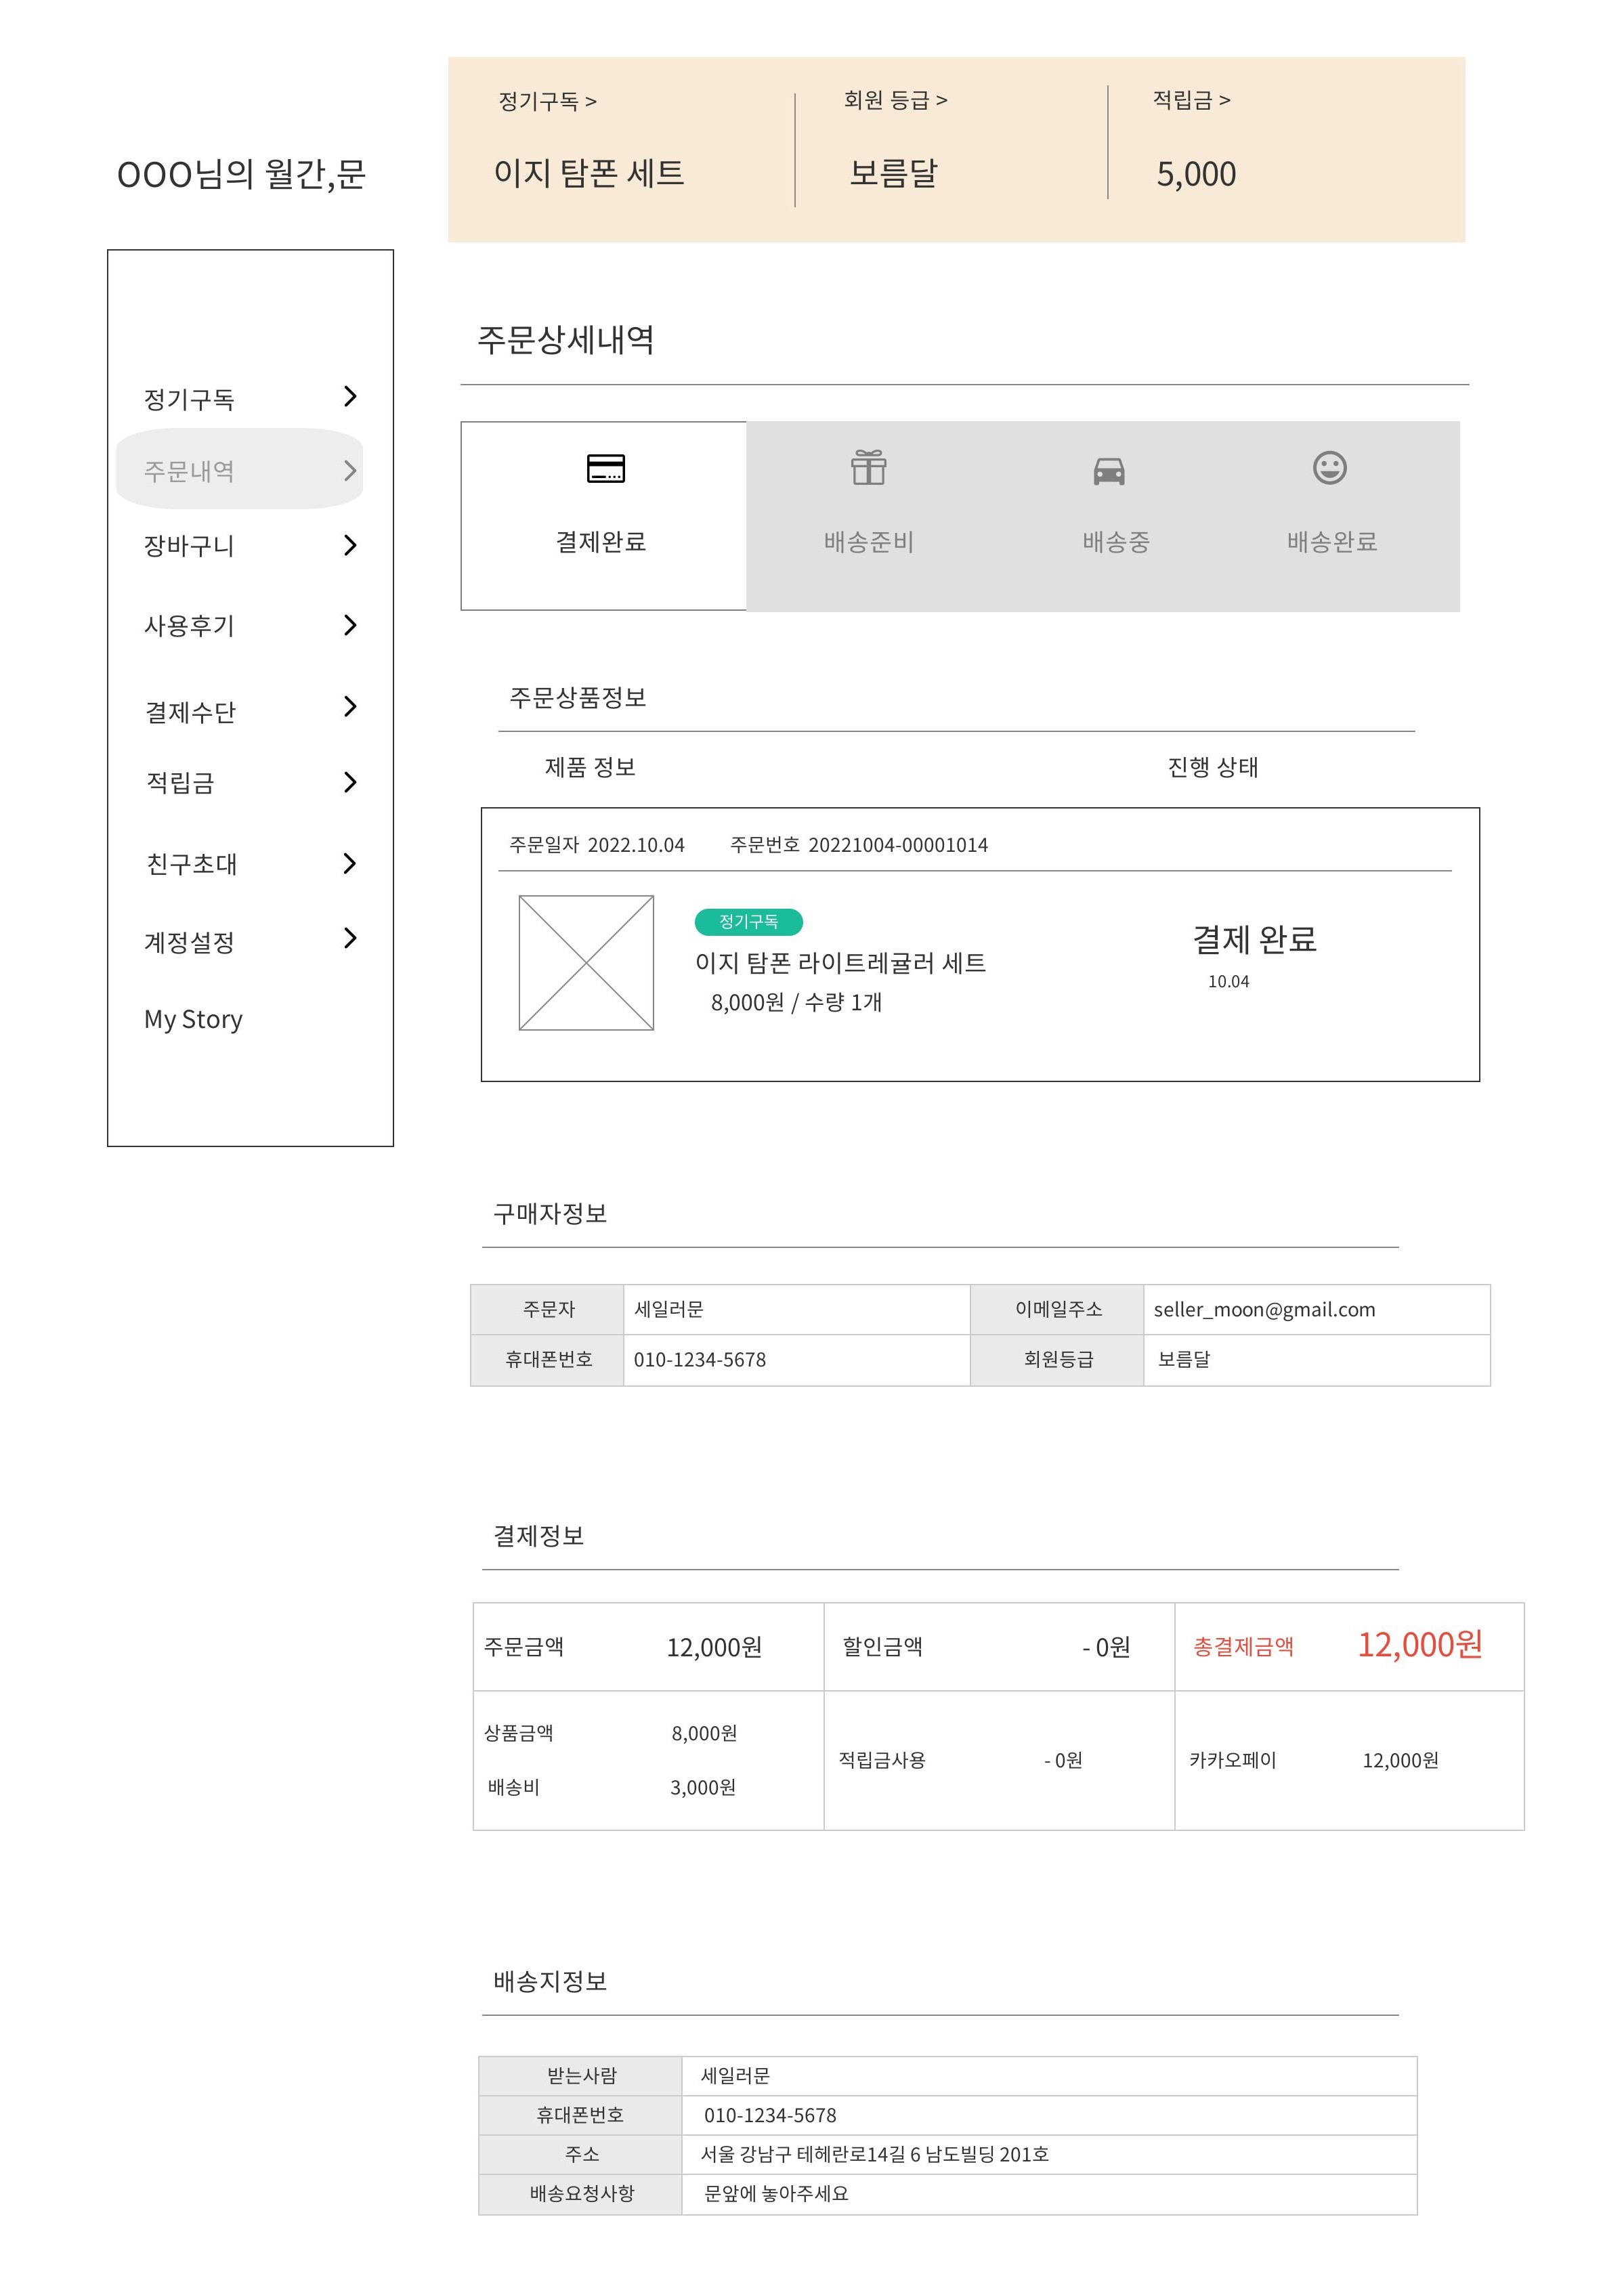 OOO님의 월간,문
정기구독 >
이지 탐폰 세트
회원 등급 >
보름달
적립금 >
5,000
정기구독
주문내역
장바구니
사용후기
결제수단
적립금
친구초대
계정설정
My Story
주문상세내역
결제완료
배송준비
배송중
배송완료
주문상품정보
제품 정보
진행 상태
주문일자 2022.10.04
주문번호 20221004-00001014
정기구독
이지 탐폰 라이트레귤러 세트
8,000원 / 수량 1개
결제 완료
10.04
구매자정보
주문자
세일러문
이메일주소
seller_moon@gmail.com
휴대폰번호
010-1234-5678
회원등급
보름달
결제정보
주문금액
12,000원
할인금액
- 0원
총결제금액
12,000원
상품금액
8,000원
배송비
3,000원
적립금사용
- 0원
카카오페이
12,000원
배송지정보
받는사람
세일러문
휴대폰번호
010-1234-5678
주소
서울 강남구 테헤란로14길 6 남도빌딩 201호
배송요청사항
문앞에 놓아주세요